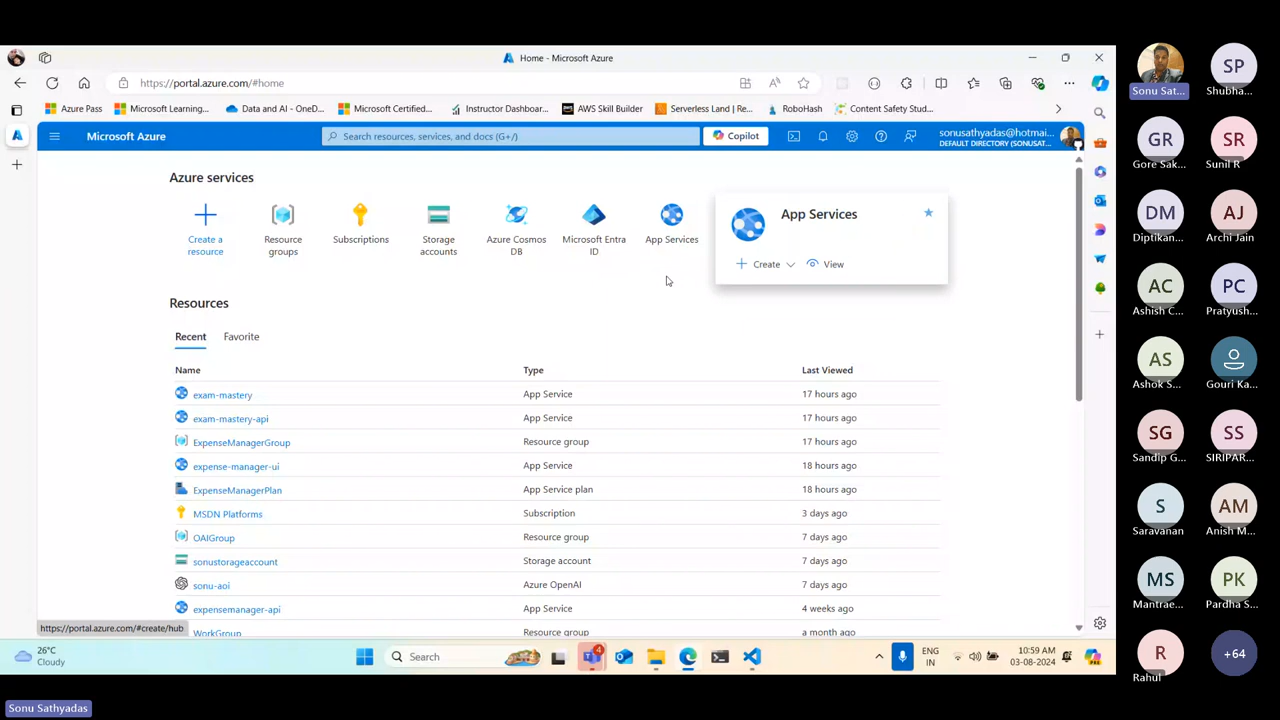 Home - Microsoft Azure
https://portal.azure.com/#home
Azure Pass
Microsoft Learning...
Data and AI - OneD...
Microsoft Certified...
Instructor Dashboar...
AWS Skill Builder
Serverless Land | Re...
RoboHash
Content Safety Stud...
Microsoft Azure
Search resources, services, and docs (G+/)
Copilot
sonusathyadas@hotmai...
DEFAULT DIRECTORY (SONUSAT...
Azure services
Create a
resource
Resource
groups
Subscriptions
Storage
accounts
Azure Cosmos
DB
Microsoft Entra
ID
App Services
App Services
Create
View
Resources
Recent
Favorite
Name Type Last Viewed
exam-mastery App Service 17 hours ago
exam-mastery-api App Service 17 hours ago
ExpenseManagerGroup Resource group 17 hours ago
expense-manager-ui App Service 18 hours ago
ExpenseManagerPlan App Service plan 18 hours ago
MSDN Platforms Subscription 3 days ago
OAIGroup Resource group 7 days ago
sonustorageaccount Storage account 7 days ago
sonu-aoi Azure OpenAI 7 days ago
expensemanager-api App Service 4 weeks ago
WorkGroup Resource group a month ago
https://portal.azure.com/#create/hub
26°C
Cloudy
Search
4
ENG
IN
10:59 AM
03-08-2024
Sonu Sathyadas
Sonu Sat...
SP
Shubha...
GR
Gore Sak...
SR
Sunil R
DM
Diptikan...
AJ
Archi Jain
AC
Ashish C...
PC
Pratyush...
AS
Ashok S...
Gouri Ka...
SG
Sandip G...
SS
SIRIPAR...
S
Saravanan
AM
Anish M...
MS
Mantrae...
PK
Pardha S...
R
Rahul
+64